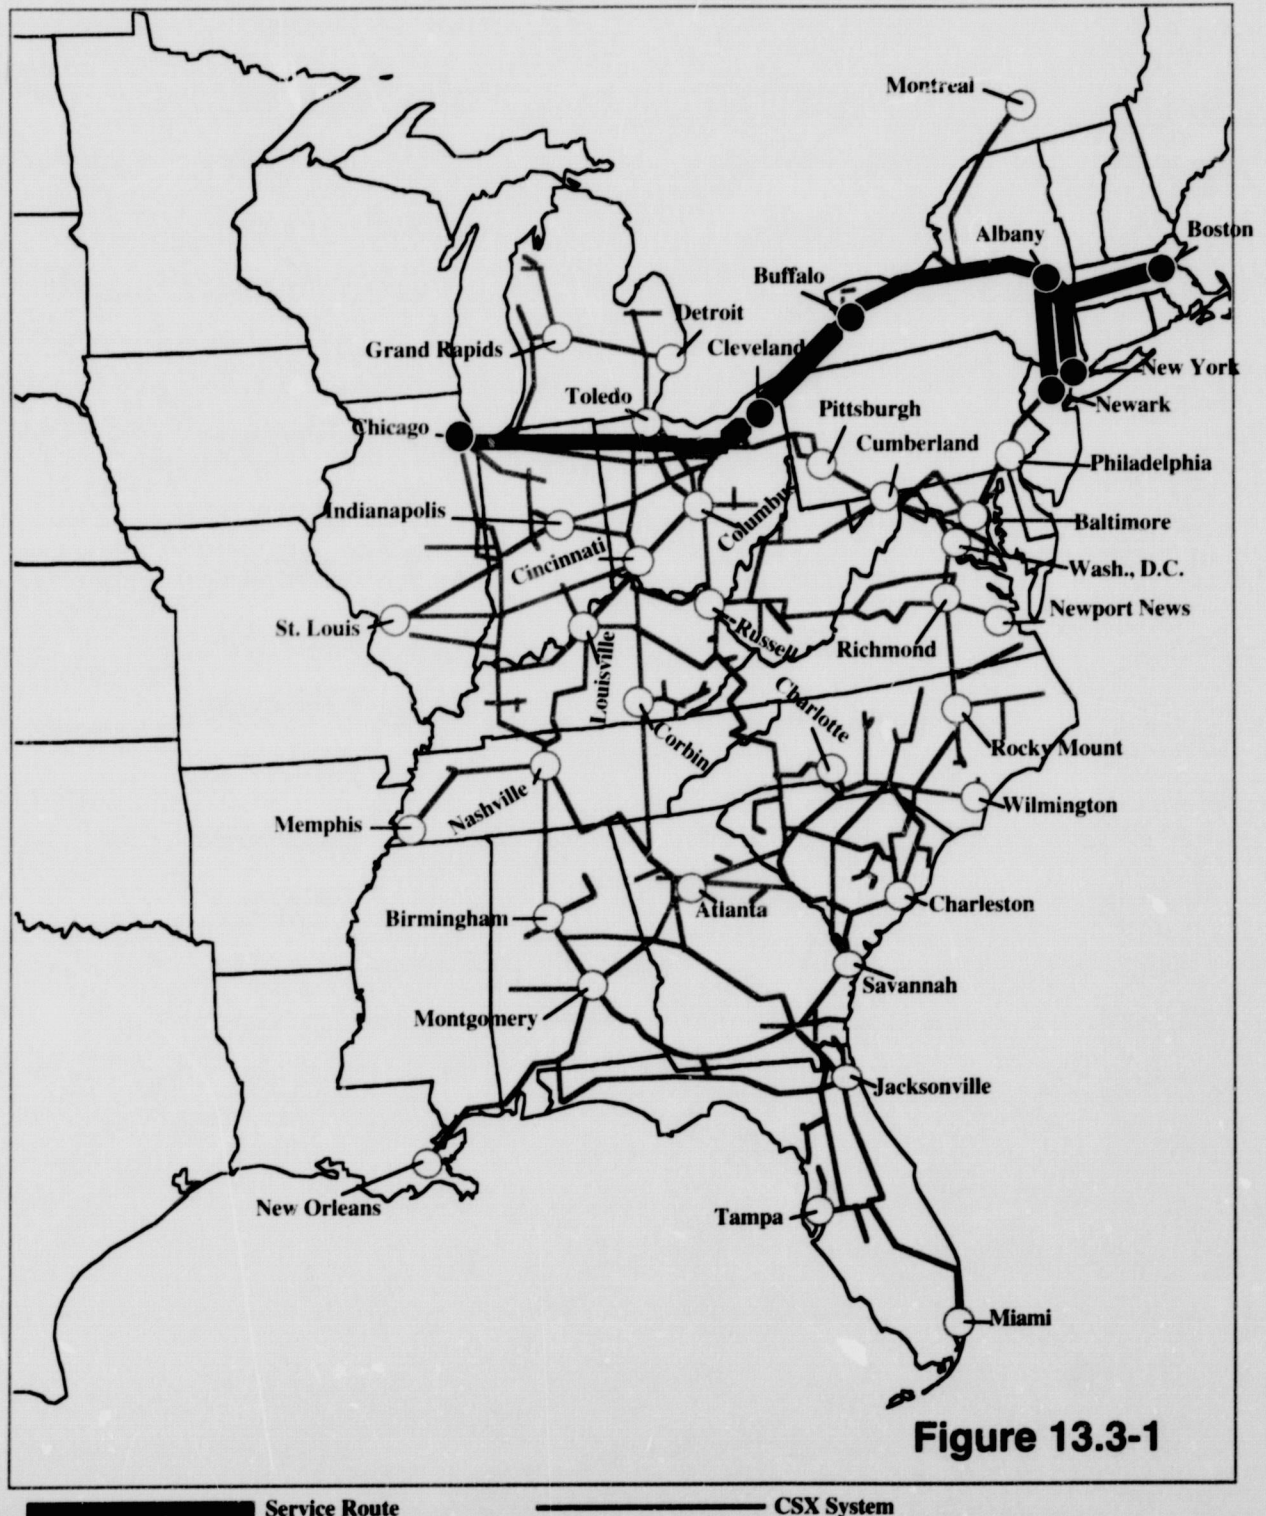 Montreal
Albany
Boston
Buffalo
Detroit
Grand Rapids
Cleveland
New York
Toledo
Newark
Chicago
Pittsburgh
Cumberland
Philadelphia
Indianapolis
Columbus
Baltimore
Cincinnati
Wash., D.C.
Newport News
St. Louis
Russell
Richmond
Louisville
Charlotte
Corbin
Rocky Mount
Nashville
Wilmington
Memphis
Atlanta
Charleston
Birmingham
Savannah
Montgomery
Jacksonville
New Orleans
Tampa
Miami
Figure 13.3-1
Service Route
CSX System